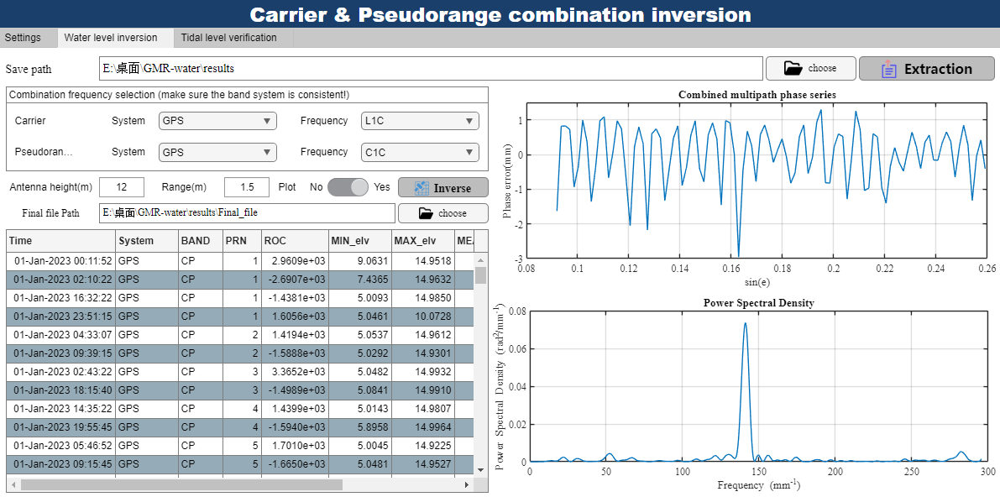 Carrier & Pseudorange combination inversion
Settings Water level inversion Tidal level verification
Save path E:\桌面\GMR-water\results choose Extraction
Combination frequency selection (make sure the band system is consistent!)
Carrier System GPS Frequency L1C
Pseudoran... System GPS Frequency C1C
Antenna height(m) 12 Range(m) 1.5 Plot No Yes Inverse
Final file Path E:\桌面\GMR-water\results\Final_file choose
Time System BAND PRN ROC MIN_elv MAX_elv MEA
01-Jan-2023 00:11:52 GPS CP 1 2.9609e+03 9.0631 14.9518
01-Jan-2023 02:10:22 GPS CP 1 -2.6907e+03 7.4365 14.9632
01-Jan-2023 16:32:22 GPS CP 1 -1.4381e+03 5.0093 14.9850
01-Jan-2023 23:51:15 GPS CP 1 1.6056e+03 5.0461 10.0728
01-Jan-2023 04:33:07 GPS CP 2 1.4194e+03 5.0537 14.9612
01-Jan-2023 09:39:15 GPS CP 2 -1.5888e+03 5.0292 14.9301
01-Jan-2023 02:43:22 GPS CP 3 3.3652e+03 5.0482 14.9932
01-Jan-2023 18:15:40 GPS CP 3 -1.4989e+03 5.0841 14.9910
01-Jan-2023 14:35:22 GPS CP 4 1.4399e+03 5.0143 14.9807
01-Jan-2023 19:55:45 GPS CP 4 -1.5940e+03 5.8958 14.9964
01-Jan-2023 05:46:52 GPS CP 5 1.7010e+03 5.0045 14.9225
01-Jan-2023 09:15:45 GPS CP 5 -1.6650e+03 5.0481 14.9527
Combined multipath phase series
Phase error(mm)
1
0
-1
-2
-3
0.08 0.1 0.12 0.14 0.16 0.18 0.2 0.22 0.24 0.26
sin(e)
Power Spectral Density
Power Spectral Density (rad²/mm⁻¹)
0.08
0.06
0.04
0.02
0
0 50 100 150 200 250 300
Frequency (mm⁻¹)